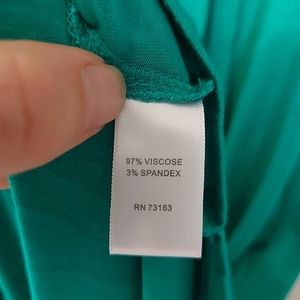 97% VISCOSE
3% SPANDEX
RN 73163